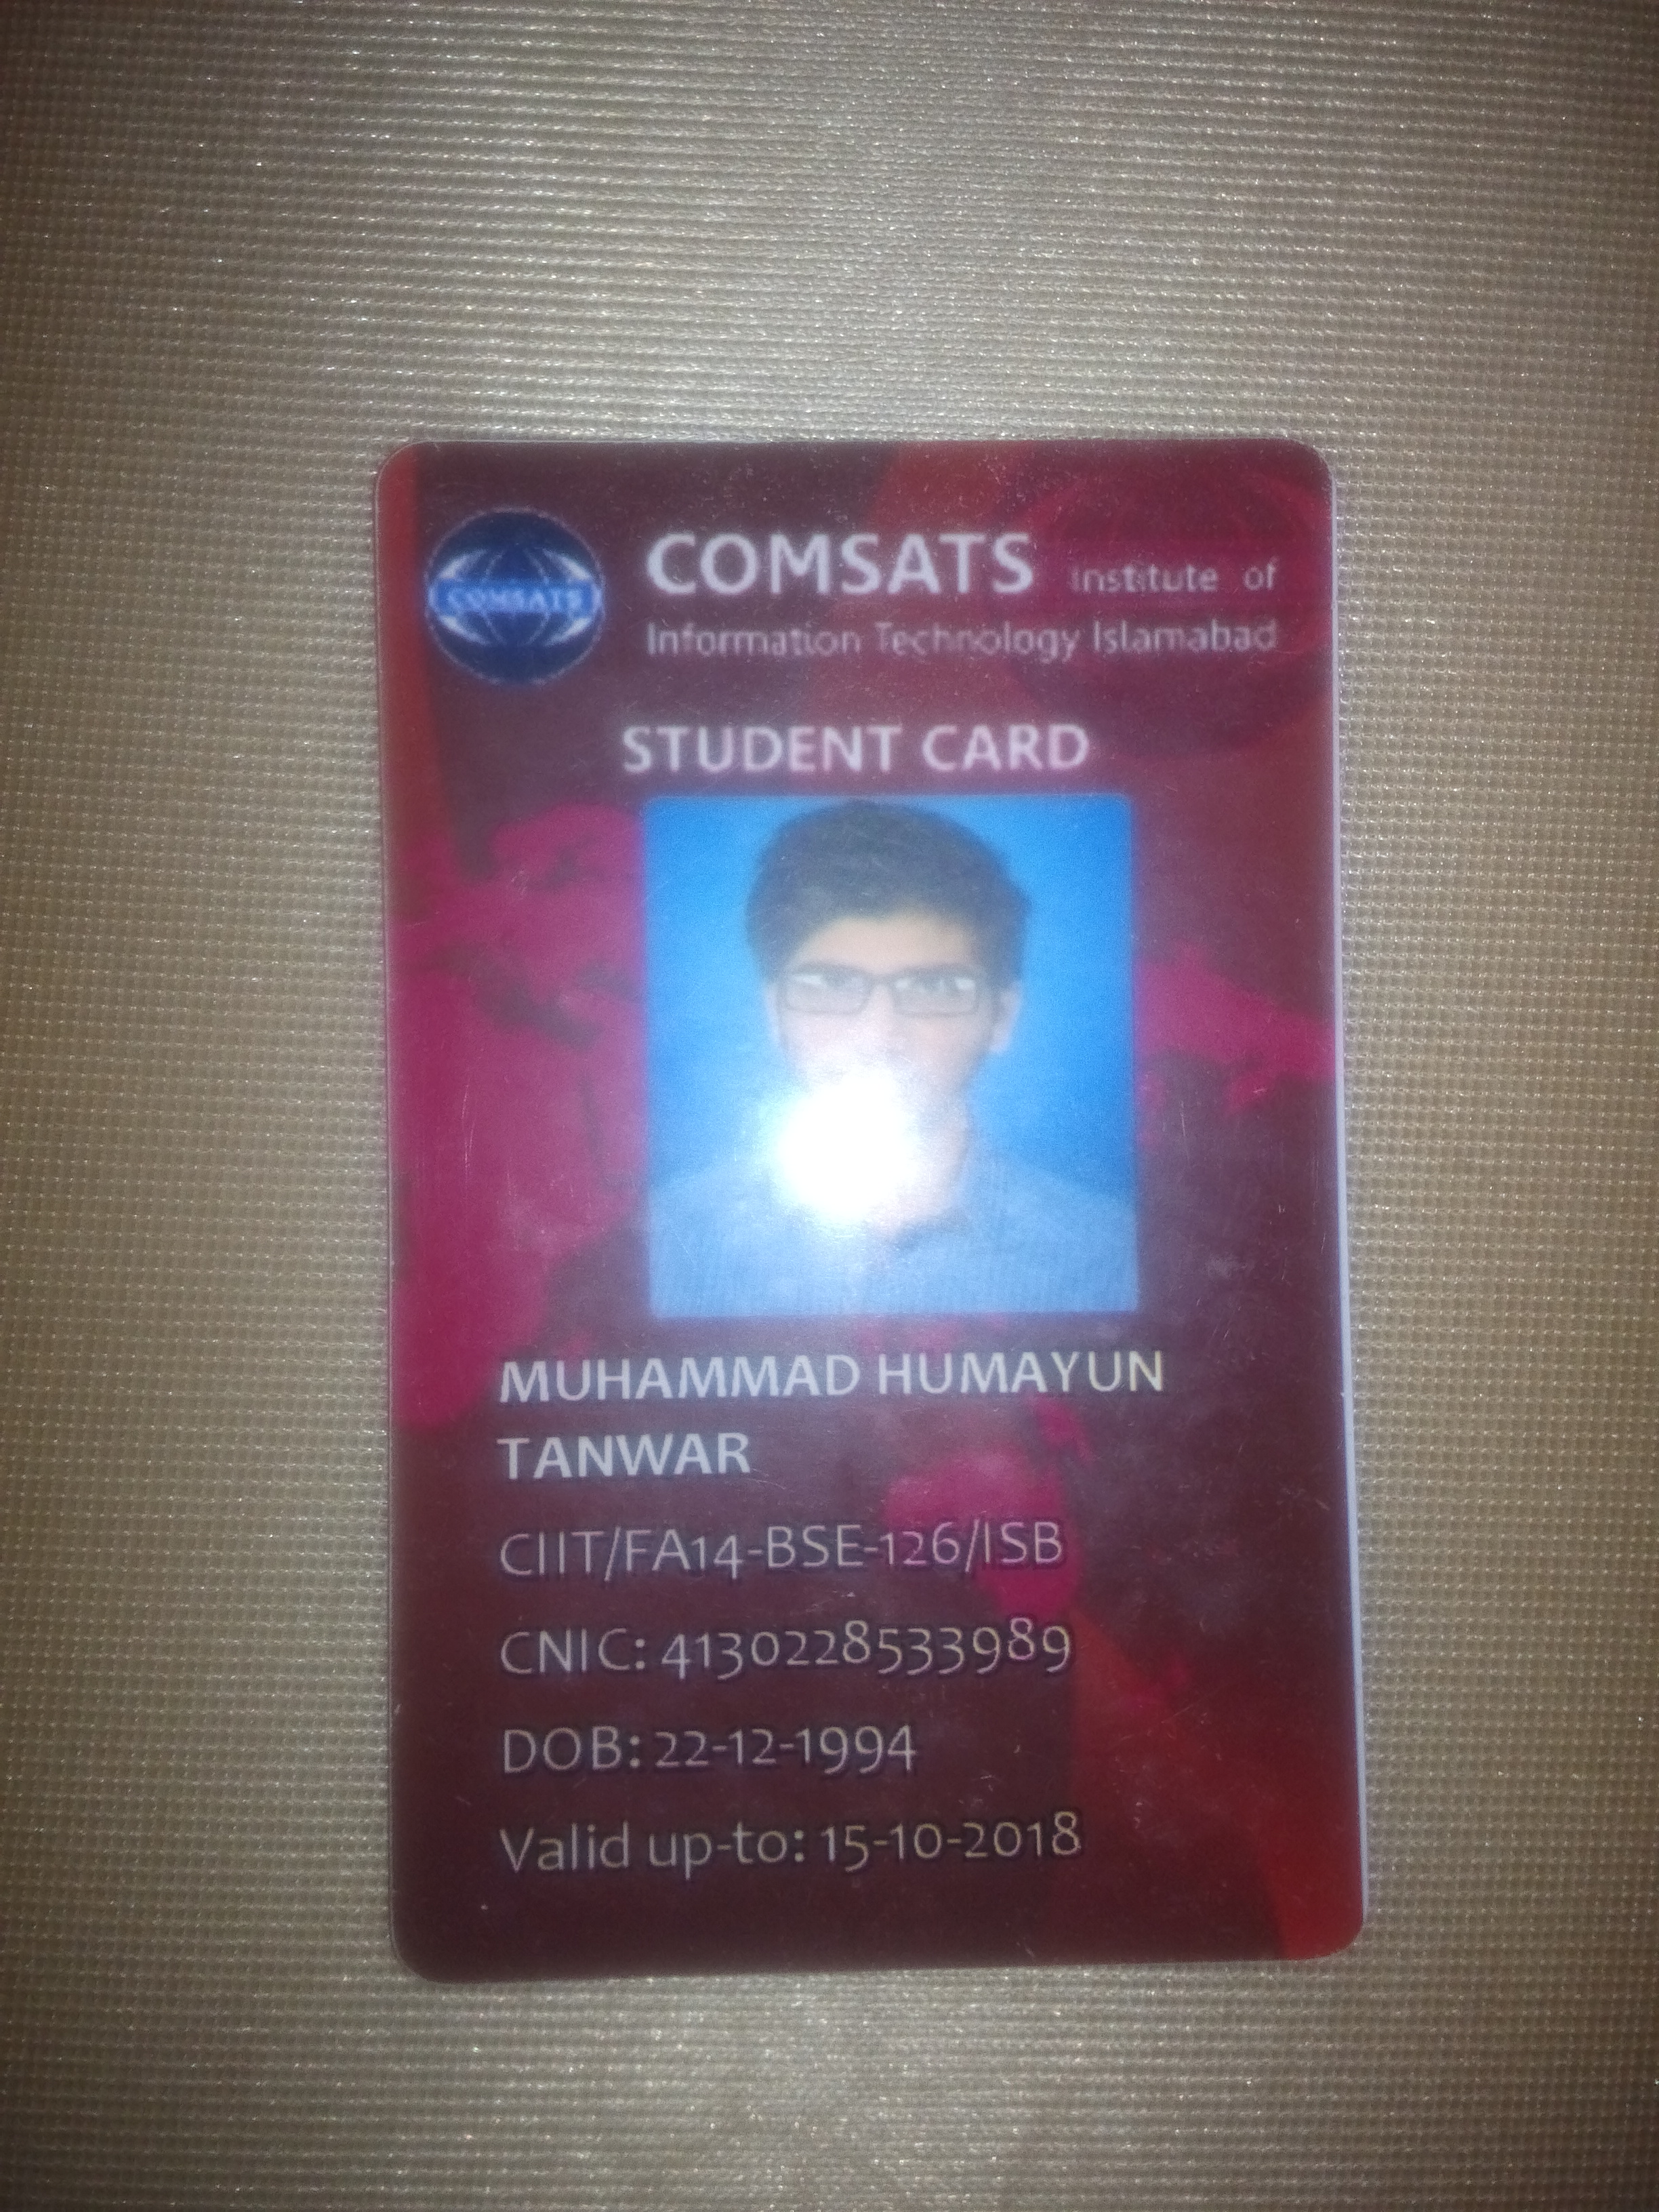 COMSATS
COMSATS Institute of
Information Technology Islamabad
STUDENT CARD
MUHAMMAD HUMAYUN
TANWAR
CIIT/FA14-BSE-126/ISB
CNIC: 4130228533989
DOB: 22-12-1994
Valid up-to: 15-10-2018